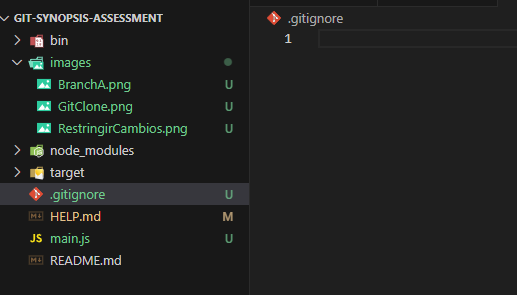 GIT-SYNOPSIS-ASSESSMENT
bin
images
BranchA.png U
GitClone.png U
RestringirCambios.png U
node_modules
target
.gitignore U
HELP.md M
JS main.js U
README.md
.gitignore
1